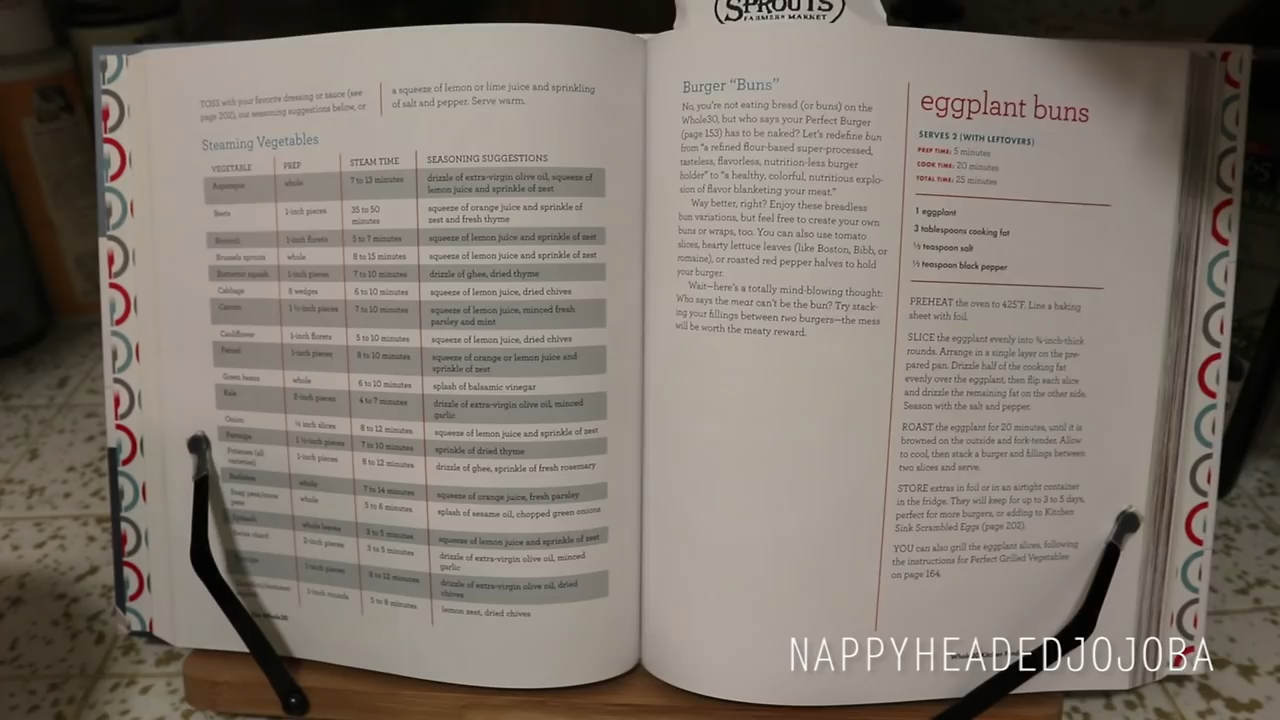 SPROUTS
FARMERS MARKET
TOSS with your favorite dressing or sauce (see
page 202), our seasoning suggestions below, or
a squeeze of lemon or lime juice and sprinkling
of salt and pepper. Serve warm.
Steaming Vegetables
VEGETABLE PREP STEAM TIME SEASONING SUGGESTIONS
Asparagus whole 7 to 13 minutes drizzle of extra-virgin olive oil, squeeze of
lemon juice and sprinkle of zest
Beets 1-inch pieces 35 to 50 squeeze of orange juice and sprinkle of
minutes zest and fresh thyme
Broccoli 1-inch florets 5 to 7 minutes squeeze of lemon juice and sprinkle of zest
Brussels sprouts whole 8 to 15 minutes squeeze of lemon juice and sprinkle of zest
Butternut squash 1-inch pieces 7 to 10 minutes drizzle of ghee, dried thyme
Cabbage 8 wedges 6 to 10 minutes squeeze of lemon juice, dried chives
Carrots 1 ½-inch pieces 7 to 10 minutes squeeze of lemon juice, minced fresh
parsley and mint
Cauliflower 1-inch florets 5 to 10 minutes squeeze of lemon juice, dried chives
Fennel 1-inch pieces 8 to 10 minutes squeeze of orange or lemon juice and
sprinkle of zest
Green beans whole 6 to 10 minutes splash of balsamic vinegar
Kale 2-inch pieces 4 to 7 minutes drizzle of extra-virgin olive oil, minced
garlic
Onion ¼ inch slices 8 to 12 minutes squeeze of lemon juice and sprinkle of zest
Parsnips 1 ½-inch pieces 7 to 10 minutes sprinkle of dried thyme
Potatoes (all 1-inch pieces 8 to 12 minutes drizzle of ghee, sprinkle of fresh rosemary
varieties)
whole 7 to 14 minutes squeeze of orange juice, fresh parsley
Snap peas/snow whole 5 to 6 minutes splash of sesame oil, chopped green onions
peas
Spinach whole leaves 3 to 5 minutes squeeze of lemon juice and sprinkle of zest
Swiss chard 2-inch pieces 3 to 5 minutes drizzle of extra-virgin olive oil, minced
garlic
1-inch pieces 8 to 12 minutes drizzle of extra-virgin olive oil, dried
chives
1-inch rounds 5 to 8 minutes lemon zest, dried chives
Burger “Buns”
No, you're not eating bread (or buns) on the
Whole30, but who says your Perfect Burger
(page 153) has to be naked? Let's redefine bun
from “a refined flour-based super-processed,
tasteless, flavorless, nutrition-less burger
holder” to “a healthy, colorful, nutritious explo-
sion of flavor blanketing your meat.”
Way better, right? Enjoy these breadless
bun variations, but feel free to create your own
buns or wraps, too. You can also use tomato
slices, hearty lettuce leaves (like Boston, Bibb, or
romaine), or roasted red pepper halves to hold
your burger.
Wait—here's a totally mind-blowing thought:
Who says the meat can't be the bun? Try stack-
ing your fillings between two burgers—the mess
will be worth the meaty reward.
eggplant buns
SERVES 2 (WITH LEFTOVERS)
PREP TIME: 5 minutes
COOK TIME: 20 minutes
TOTAL TIME: 25 minutes
1 eggplant
3 tablespoons cooking fat
½ teaspoon salt
½ teaspoon black pepper
PREHEAT the oven to 425°F. Line a baking
sheet with foil.
SLICE the eggplant evenly into ¾-inch-thick
rounds. Arrange in a single layer on the pre-
pared pan. Drizzle half of the cooking fat
evenly over the eggplant, then flip each slice
and drizzle the remaining fat on the other side.
Season with the salt and pepper.
ROAST the eggplant for 20 minutes, until it is
browned on the outside and fork-tender. Allow
to cool, then stack a burger and fillings between
two slices and serve.
STORE extras in foil or in an airtight container
in the fridge. They will keep for up to 3 to 5 days,
perfect for more burgers, or adding to Kitchen
Sink Scrambled Eggs (page 202).
YOU can also grill the eggplant slices, following
the instructions for Perfect Grilled Vegetables
on page 164.
NAPPYHEADEDJOJOBA